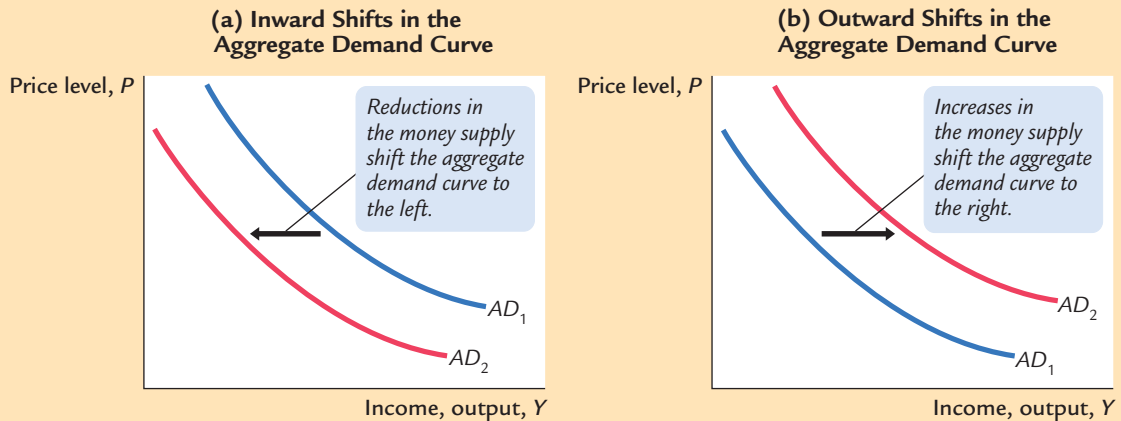 (a) Inward Shifts in the
Aggregate Demand Curve
Price level, P
Reductions in
the money supply
shift the aggregate
demand curve to
the left.
AD1
AD2
Income, output, Y
(b) Outward Shifts in the
Aggregate Demand Curve
Price level, P
Increases in
the money supply
shift the aggregate
demand curve to
the right.
AD2
AD1
Income, output, Y